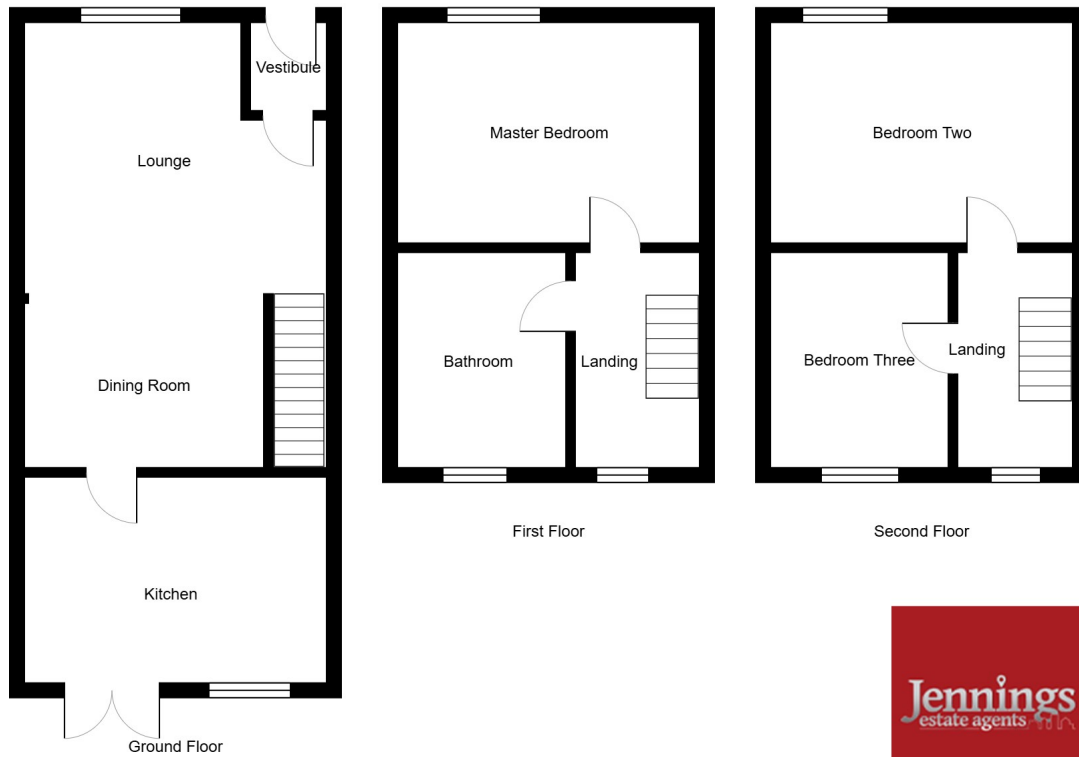 Vestibule
Lounge
Dining Room
Kitchen
Ground Floor
Master Bedroom
Bathroom
Landing
First Floor
Bedroom Two
Bedroom Three
Landing
Second Floor
Jennings
estate agents